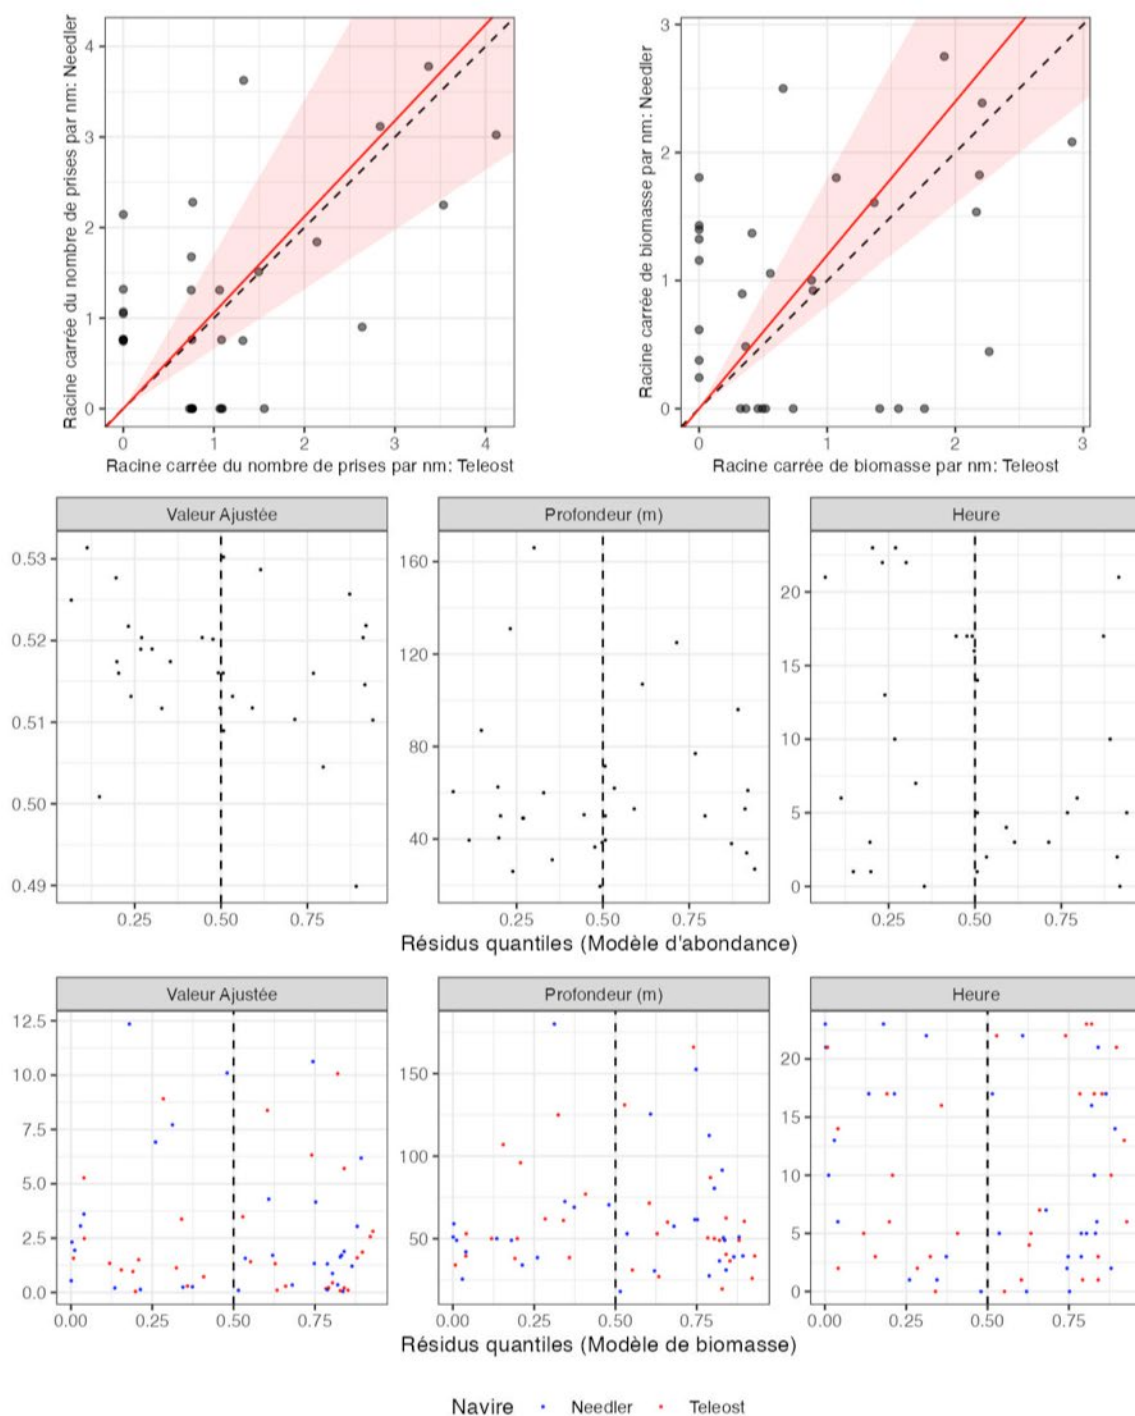 Racine carrée du nombre de prises par nm: Needler
4
3
2
1
0
0 1 2 3 4
Racine carrée du nombre de prises par nm: Teleost
Racine carrée de biomasse par nm: Needler
3
2
1
0
0 1 2 3
Racine carrée de biomasse par nm: Teleost
Valeur Ajustée
0.53
0.52
0.51
0.50
0.49
0.25 0.50 0.75
Profondeur (m)
160
120
80
40
0.25 0.50 0.75
Heure
20
15
10
5
0
0.25 0.50 0.75
Résidus quantiles (Modèle d'abondance)
Valeur Ajustée
12.5
10.0
7.5
5.0
2.5
0.0
0.00 0.25 0.50 0.75
Profondeur (m)
150
100
50
0.00 0.25 0.50 0.75
Heure
20
15
10
5
0
0.00 0.25 0.50 0.75
Résidus quantiles (Modèle de biomasse)
Navire Needler Teleost